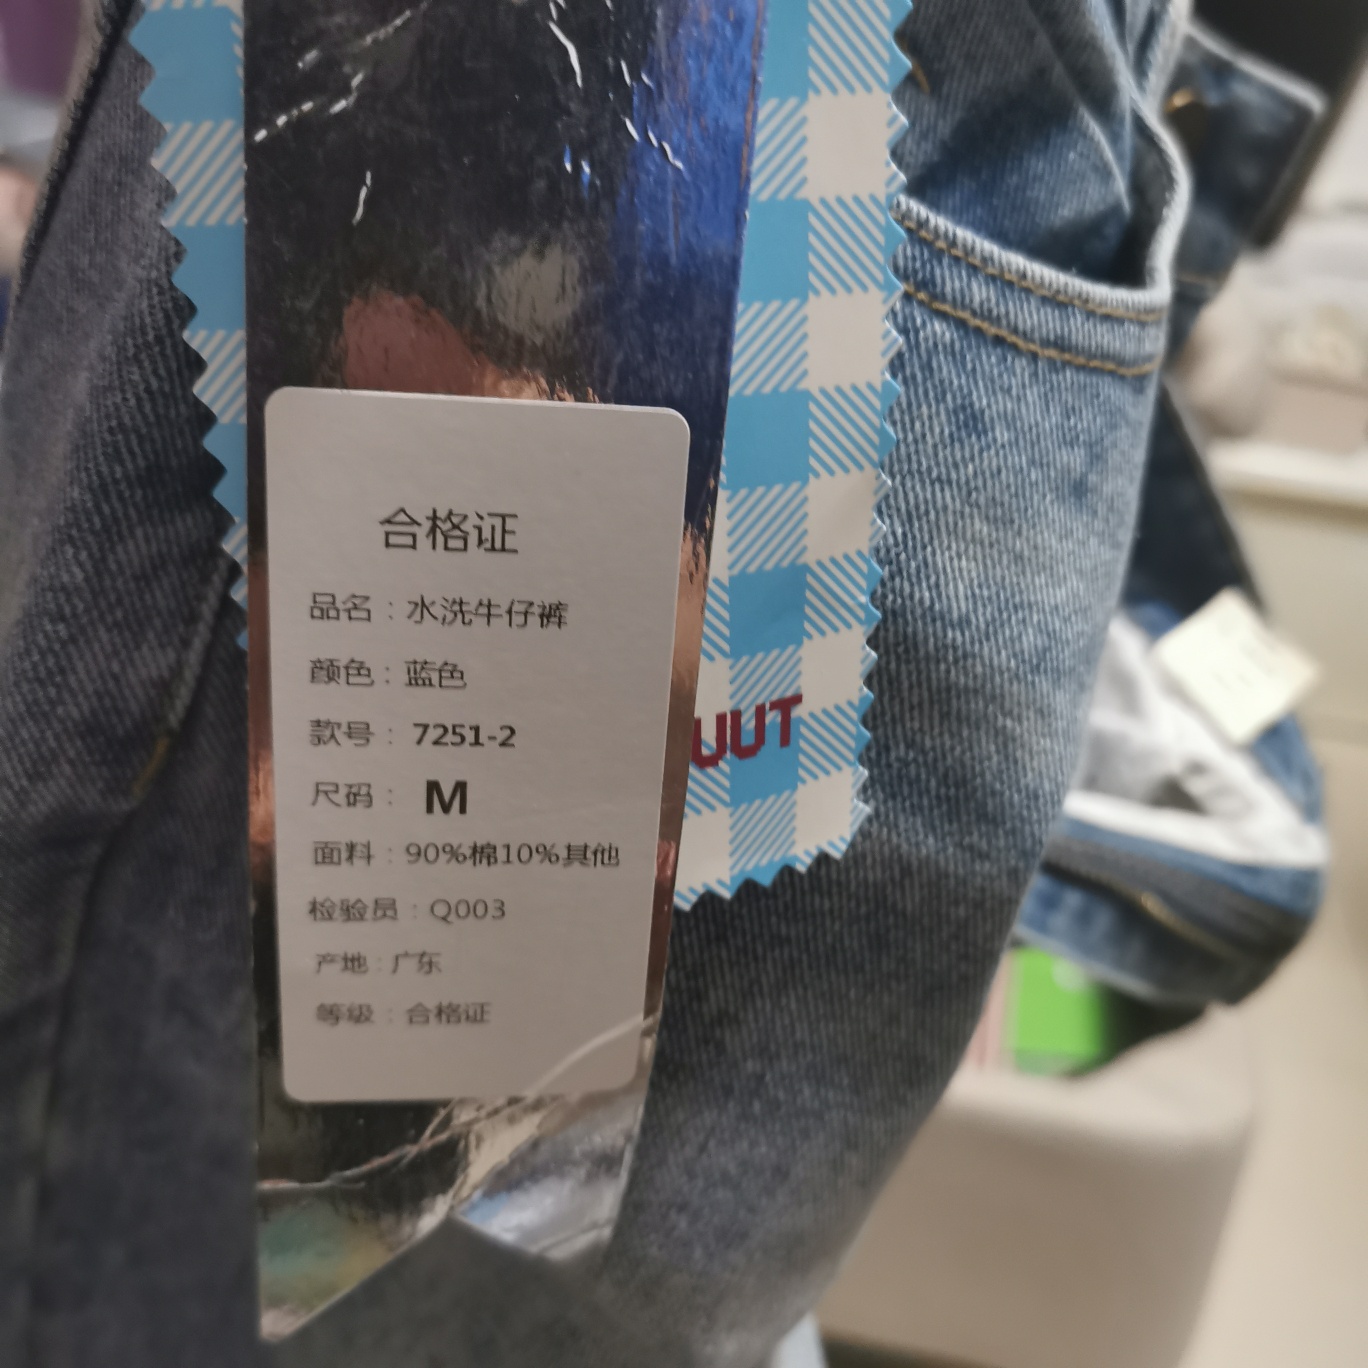 合格证
品名：水洗牛仔裤
颜色：蓝色
款号：7251-2
尺码：M
面料：90%棉10%其他
检验员：Q003
产地：广东
等级：合格证
UUT